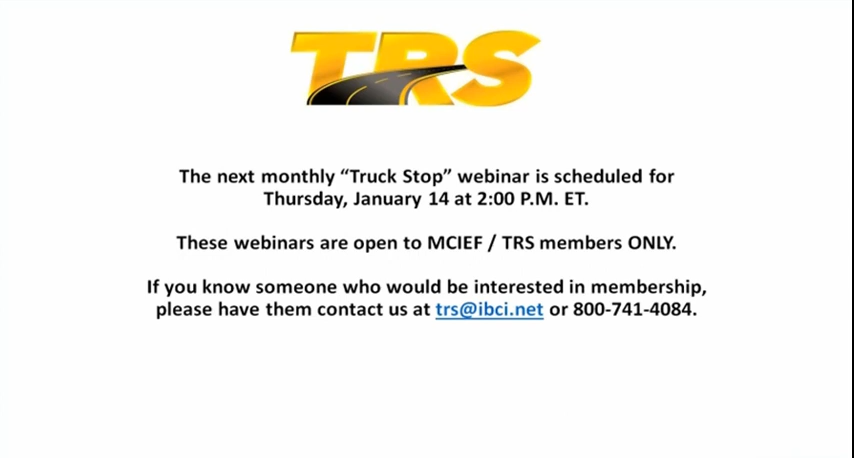 TRS
The next monthly “Truck Stop” webinar is scheduled for
Thursday, January 14 at 2:00 P.M. ET.
These webinars are open to MCIEF / TRS members ONLY.
If you know someone who would be interested in membership,
please have them contact us at trs@ibci.net or 800-741-4084.